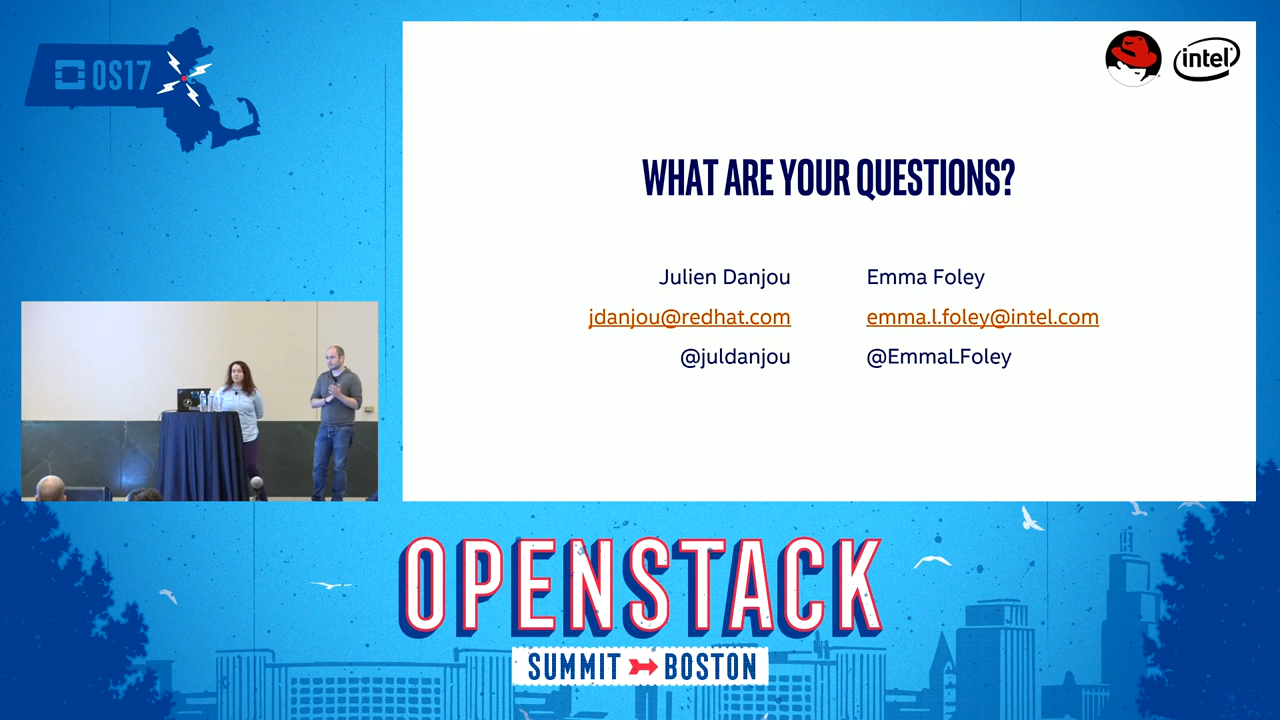 OS17
intel
WHAT ARE YOUR QUESTIONS?
Julien Danjou
jdanjou@redhat.com
@juldanjou
Emma Foley
emma.l.foley@intel.com
@EmmaLFoley
OPENSTACK
SUMMIT BOSTON